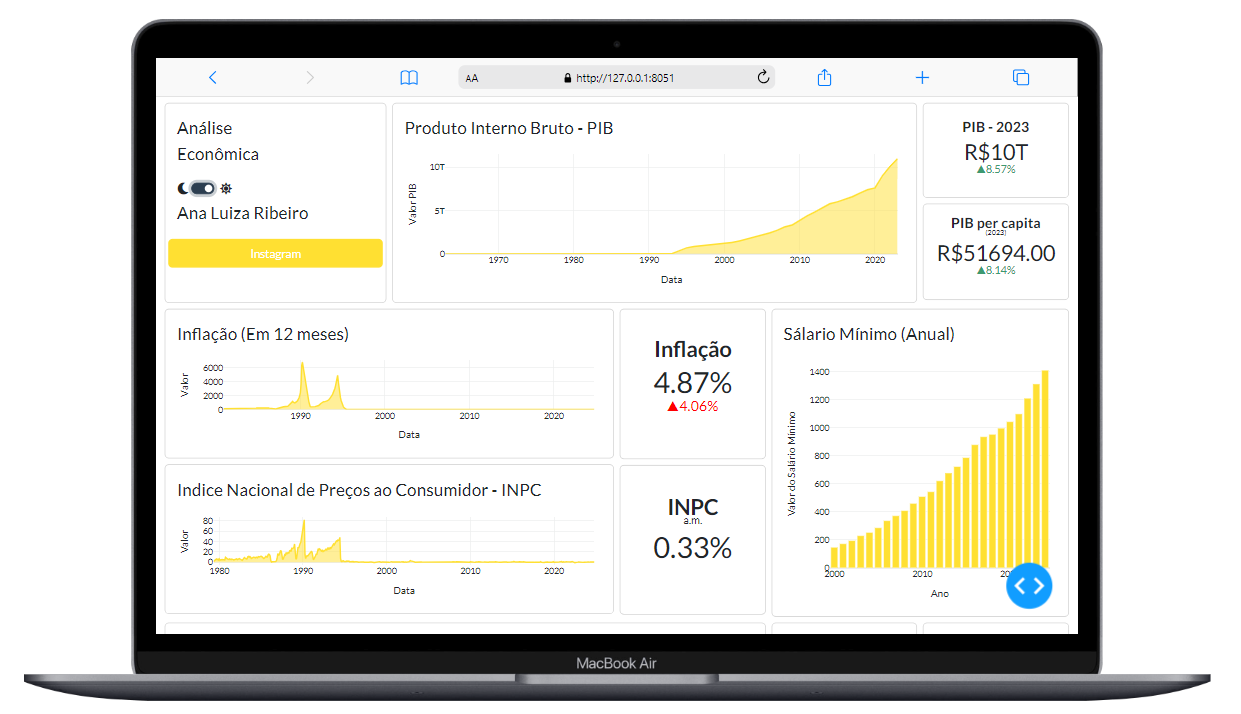 AA
http://127.0.0.1:8051
Análise
Econômica
Ana Luiza Ribeiro
Instagram
Produto Interno Bruto - PIB
Valor PIB
10T
5T
0
1970
1980
1990
2000
2010
2020
Data
PIB - 2023
R$10T
▲8.57%
PIB per capita
(2023)
R$51694.00
▲8.14%
Inflação (Em 12 meses)
Valor
6000
4000
2000
0
1990
2000
2010
2020
Data
Inflação
4.87%
▲4.06%
Sálario Mínimo (Anual)
Valor do Salário Mínimo
1400
1200
1000
800
600
400
200
0
2000
2010
Ano
Indice Nacional de Preços ao Consumidor - INPC
Valor
80
60
40
20
0
1980
1990
2000
2010
2020
Data
INPC
a.m.
0.33%
MacBook Air